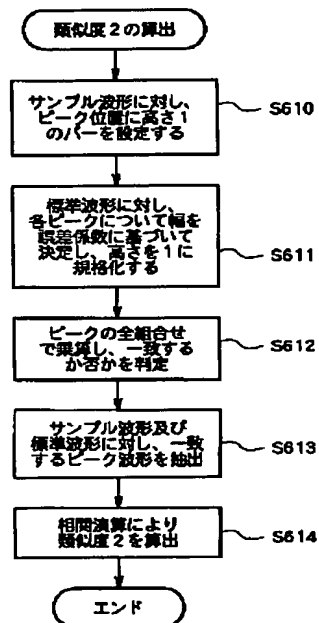 類似度2の算出
サンプル波形に対し、
ピーク位置に高さ1
のバーを設定する
S610
標準波形に対し、
各ピークについて幅を
誤差係数に基づいて
決定し、高さを1に
規格化する
S611
ピークの全組合せ
で乗算し、一致する
か否かを判定
S612
サンプル波形及び
標準波形に対し、一致
するピーク波形を抽出
S613
相関演算により
類似度2を算出
S614
エンド